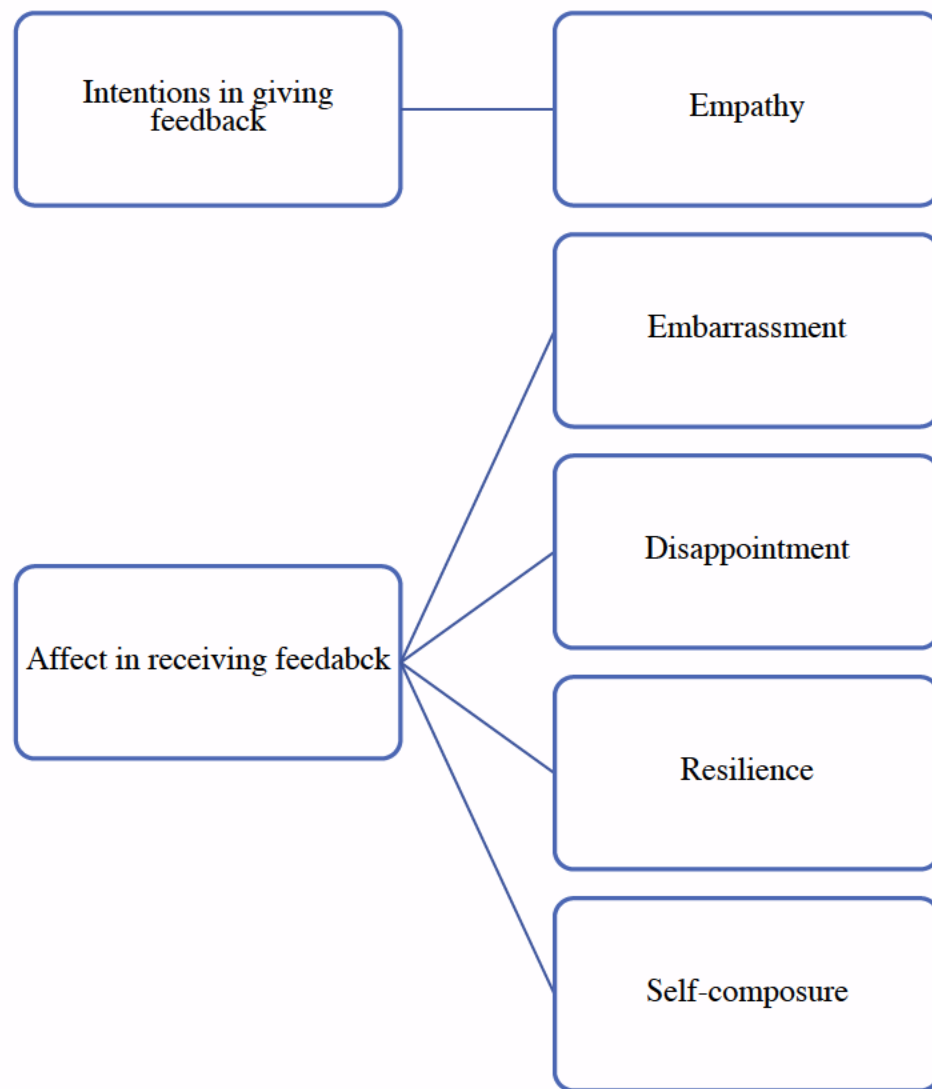 Intentions in giving
feedback
Empathy
Embarrassment
Disappointment
Affect in receiving feedabck
Resilience
Self-composure